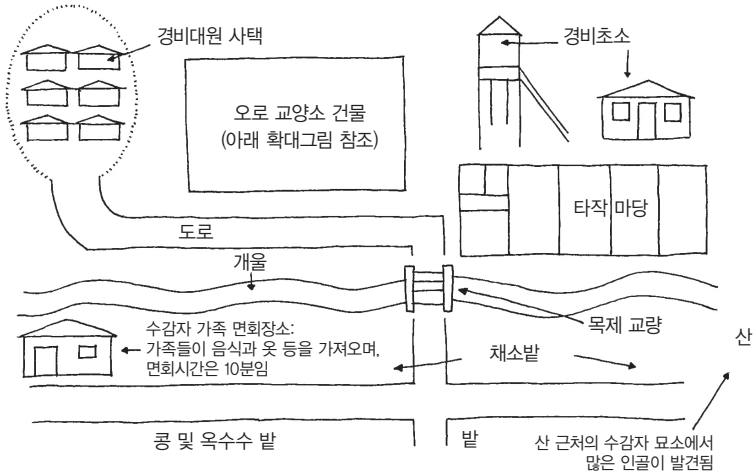 경비대원 사택
경비초소
오로 교양소 건물
(아래 확대그림 참조)
타작 마당
도로
개울
목제 교량
수감자 가족 면회장소:
가족들이 음식과 옷 등을 가져오며,
면회시간은 10분임
채소밭
산
콩 및 옥수수 밭
밭
산 근처의 수감자 묘소에서
많은 인골이 발견됨